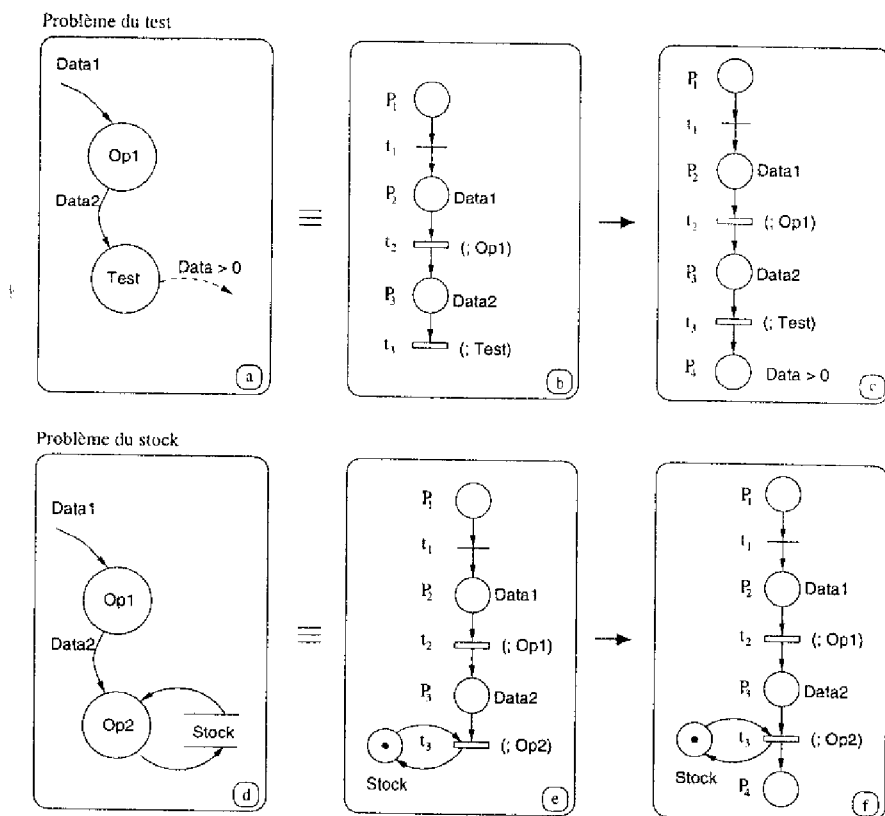 Problème du test
Data1
Op1
Data2
Test
Data > 0
a
P1
t1
P2
Data1
t2
(; Op1)
P3
Data2
t3
(; Test)
b
P1
t1
P2
Data1
t2
(; Op1)
P3
Data2
t3
(; Test)
P4
Data > 0
c
Problème du stock
Data1
Op1
Data2
Op2
Stock
d
P1
t1
P2
Data1
t2
(; Op1)
P3
Data2
t3
(; Op2)
Stock
e
P1
t1
P2
Data1
t2
(; Op1)
P3
Data2
t3
(; Op2)
Stock
P4
f